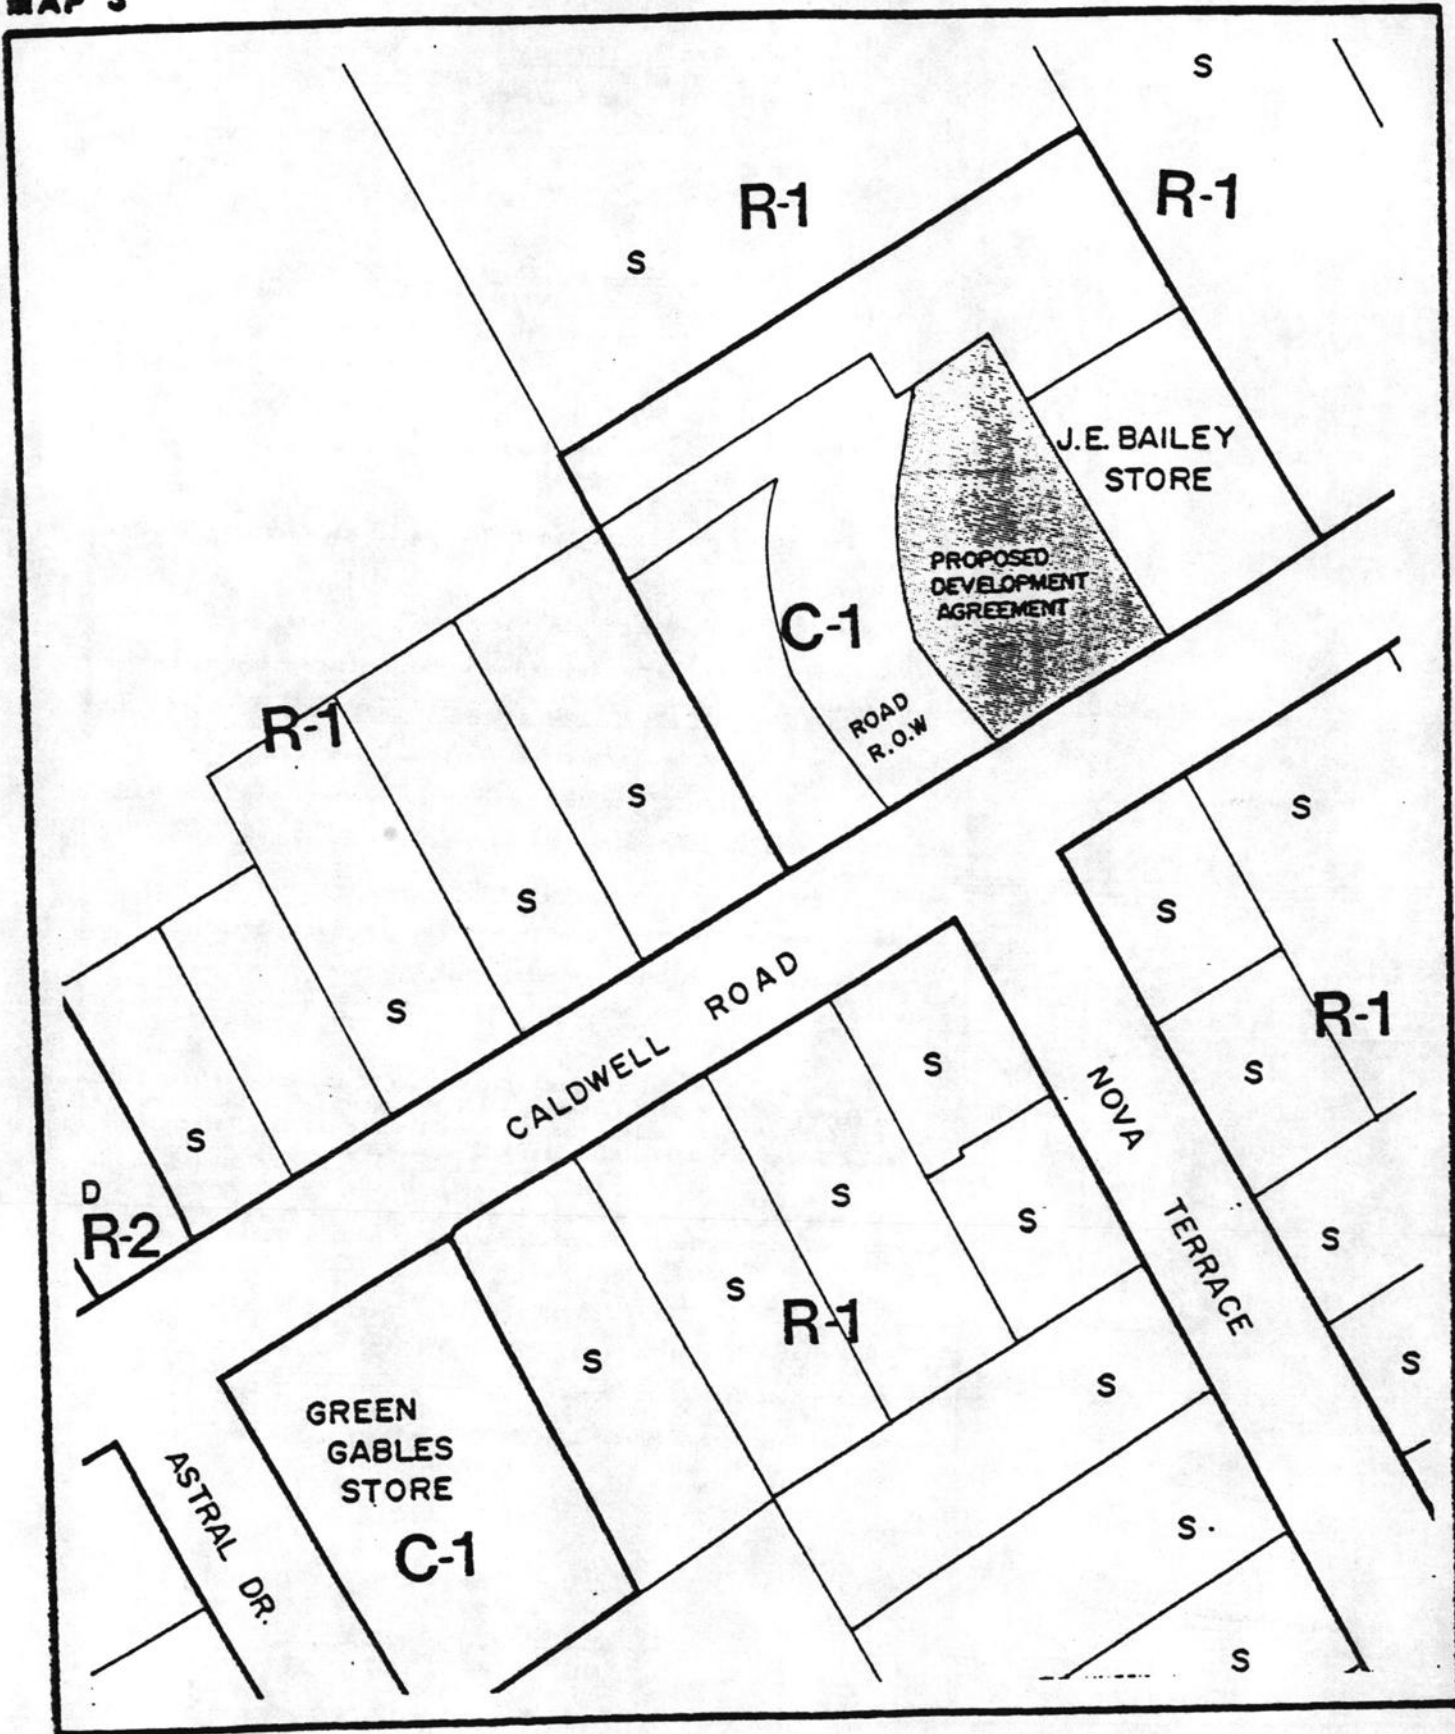 MAP 3
S
R-1
R-1
S
J.E. BAILEY
STORE
PROPOSED
DEVELOPMENT
AGREEMENT
C-1
ROAD
R.O.W
R-1
S
S
S
S
S
S
D
R-2
CALDWELL ROAD
R-1
S
S
NOVA TERRACE
S
S
S
S
R-1
S
S
S
S
GREEN
GABLES
STORE
C-1
ASTRAL DR.
S
S